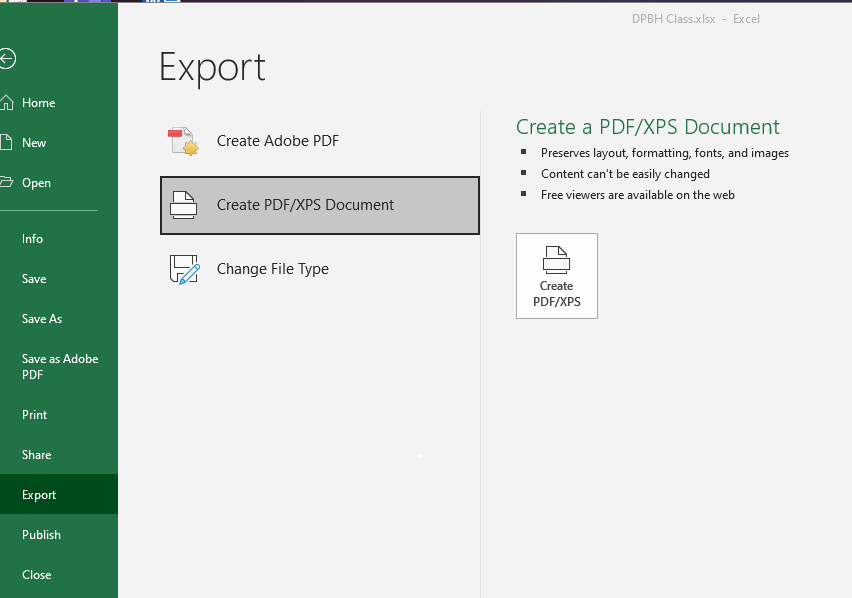 DPBH Class.xlsx - Excel
Export
Home
New
Open
Info
Save
Save As
Save as Adobe
PDF
Print
Share
Export
Publish
Close
Create Adobe PDF
Create PDF/XPS Document
Change File Type
Create a PDF/XPS Document
Preserves layout, formatting, fonts, and images
Content can't be easily changed
Free viewers are available on the web
Create
PDF/XPS